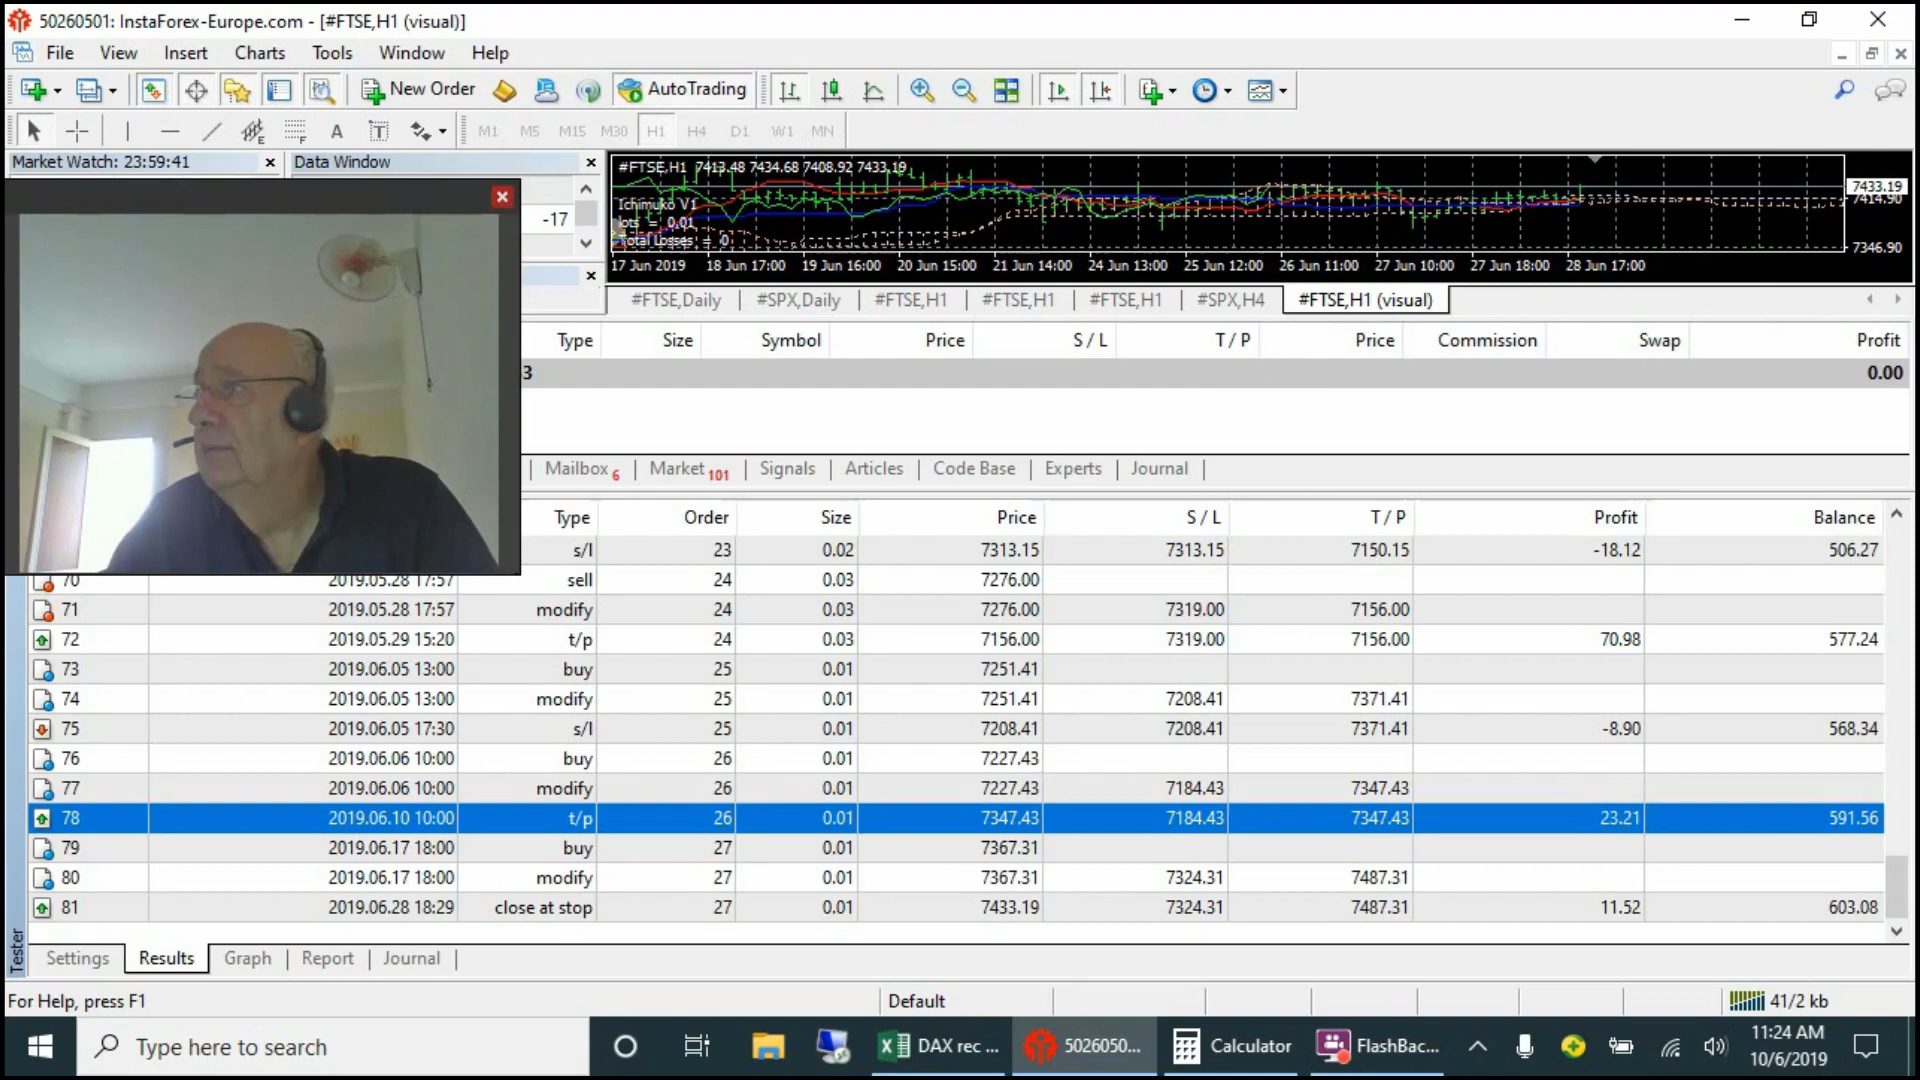 50260501: InstaForex-Europe.com - [#FTSE,H1 (visual)]
File View Insert Charts Tools Window Help
New Order AutoTrading
M1 M5 M15 M30 H1 H4 D1 W1 MN
Market Watch: 23:59:41 Data Window
-17
#FTSE,H1 7413.48 7434.68 7408.92 7433.19
Ichimuko V1
lots = 0.01
Total Losses = 0
7433.19
7414.90
7346.90
17 Jun 2019 18 Jun 17:00 19 Jun 16:00 20 Jun 15:00 21 Jun 14:00 24 Jun 13:00 25 Jun 12:00 26 Jun 11:00 27 Jun 10:00 27 Jun 18:00 28 Jun 17:00
#FTSE,Daily #SPX,Daily #FTSE,H1 #FTSE,H1 #FTSE,H1 #SPX,H4 #FTSE,H1 (visual)
Type Size Symbol Price S / L T / P Price Commission Swap Profit
3 0.00
Mailbox 6 Market 101 Signals Articles Code Base Experts Journal
Type Order Size Price S / L T / P Profit Balance
s/l 23 0.02 7313.15 7313.15 7150.15 -18.12 506.27
70 2019.05.28 17:57 sell 24 0.03 7276.00
71 2019.05.28 17:57 modify 24 0.03 7276.00 7319.00 7156.00
72 2019.05.29 15:20 t/p 24 0.03 7156.00 7319.00 7156.00 70.98 577.24
73 2019.06.05 13:00 buy 25 0.01 7251.41
74 2019.06.05 13:00 modify 25 0.01 7251.41 7208.41 7371.41
75 2019.06.05 17:30 s/l 25 0.01 7208.41 7208.41 7371.41 -8.90 568.34
76 2019.06.06 10:00 buy 26 0.01 7227.43
77 2019.06.06 10:00 modify 26 0.01 7227.43 7184.43 7347.43
78 2019.06.10 10:00 t/p 26 0.01 7347.43 7184.43 7347.43 23.21 591.56
79 2019.06.17 18:00 buy 27 0.01 7367.31
80 2019.06.17 18:00 modify 27 0.01 7367.31 7324.31 7487.31
81 2019.06.28 18:29 close at stop 27 0.01 7433.19 7324.31 7487.31 11.52 603.08
Tester
Settings Results Graph Report Journal
For Help, press F1 Default 41/2 kb
Type here to search DAX rec ... 5026050... Calculator FlashBac... 11:24 AM
10/6/2019